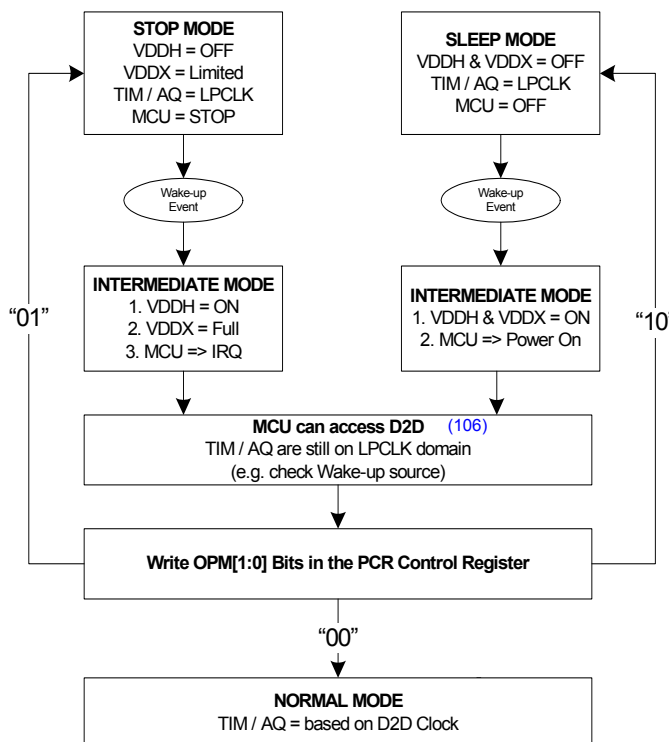 STOP MODE
VDDH = OFF
VDDX = Limited
TIM / AQ = LPCLK
MCU = STOP
SLEEP MODE
VDDH & VDDX = OFF
TIM / AQ = LPCLK
MCU = OFF
Wake-up
Event
Wake-up
Event
INTERMEDIATE MODE
1. VDDH = ON
2. VDDX = Full
3. MCU => IRQ
INTERMEDIATE MODE
1. VDDH & VDDX = ON
2. MCU => Power On
“01”
“10”
MCU can access D2D (106)
TIM / AQ are still on LPCLK domain
(e.g. check Wake-up source)
Write OPM[1:0] Bits in the PCR Control Register
“00”
NORMAL MODE
TIM / AQ = based on D2D Clock